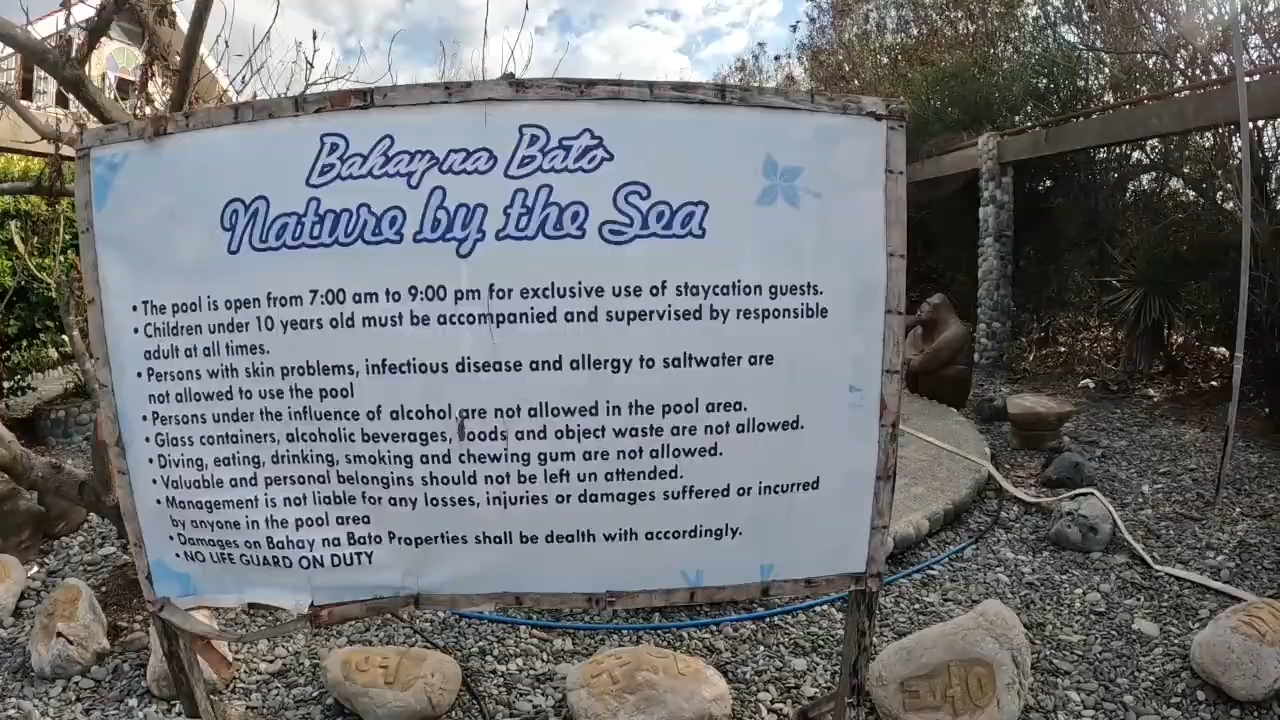 Bahay na Bato
Nature by the Sea
• The pool is open from 7:00 am to 9:00 pm for exclusive use of staycation guests.
• Children under 10 years old must be accompanied and supervised by responsible
adult at all times.
• Persons with skin problems, infectious disease and allergy to saltwater are
not allowed to use the pool
• Persons under the influence of alcohol are not allowed in the pool area.
• Glass containers, alcoholic beverages, foods and object waste are not allowed.
• Diving, eating, drinking, smoking and chewing gum are not allowed.
• Valuable and personal belongins should not be left un attended.
• Management is not liable for any losses, injuries or damages suffered or incurred
by anyone in the pool area
• Damages on Bahay na Bato Properties shall be dealth with accordingly.
• NO LIFE GUARD ON DUTY